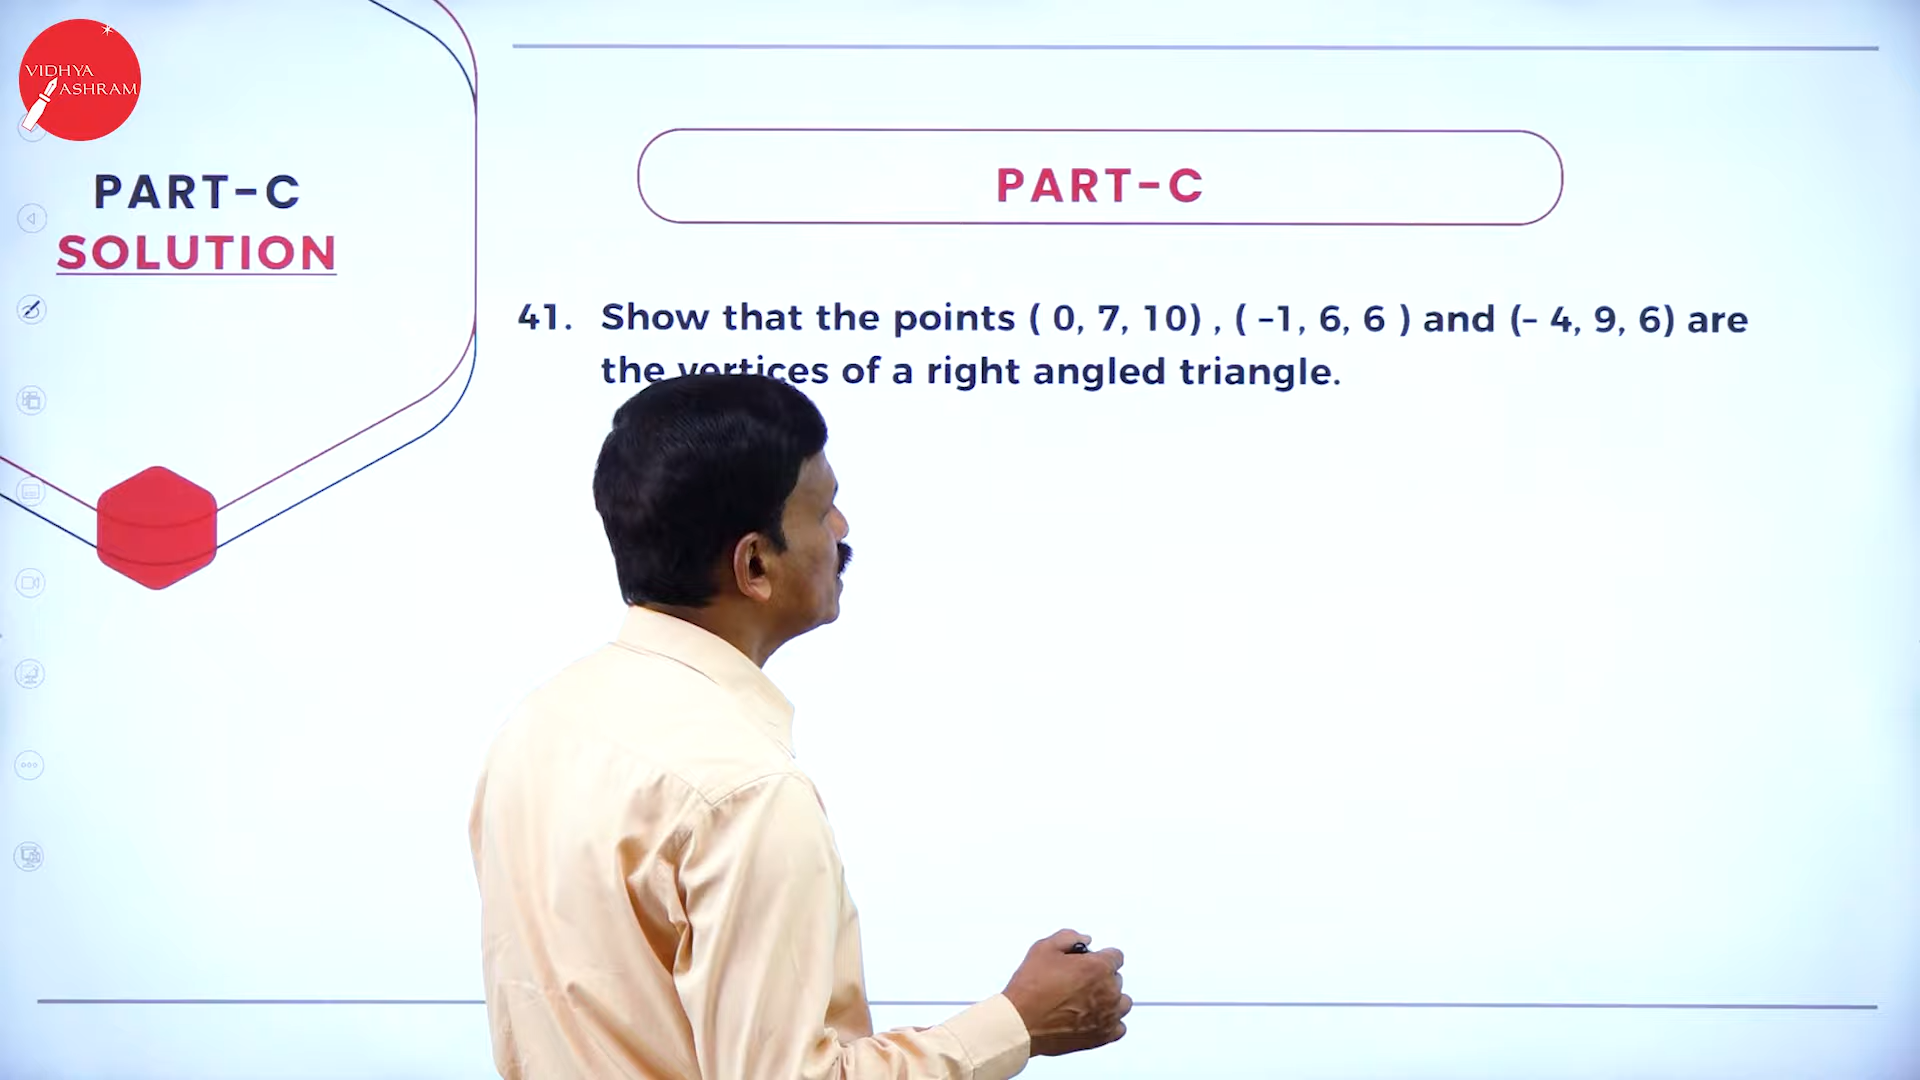 VIDHYA
ASHRAM
PART-C
SOLUTION
PART-C
41. Show that the points ( 0, 7, 10) , ( -1, 6, 6 ) and (- 4, 9, 6) are
the vertices of a right angled triangle.